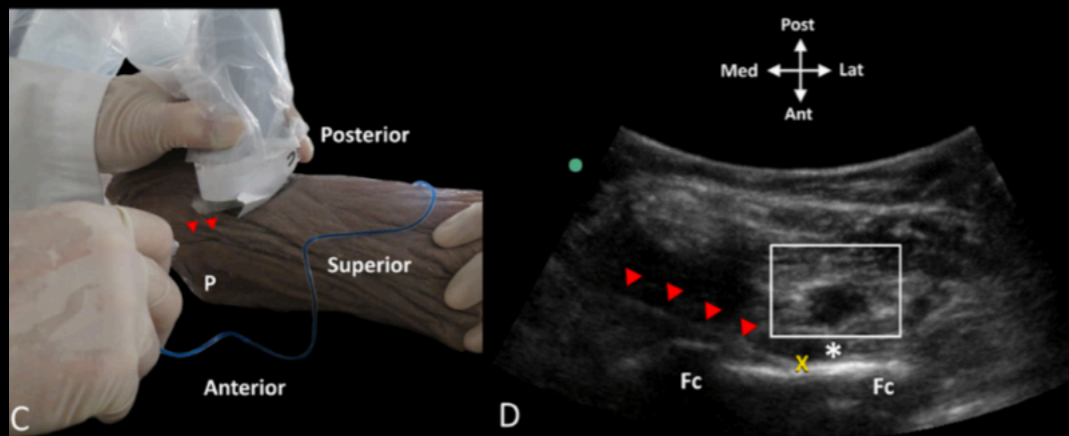 Posterior
P
Superior
Anterior
C
Post
Med
Lat
Ant
*
X
Fc
Fc
D